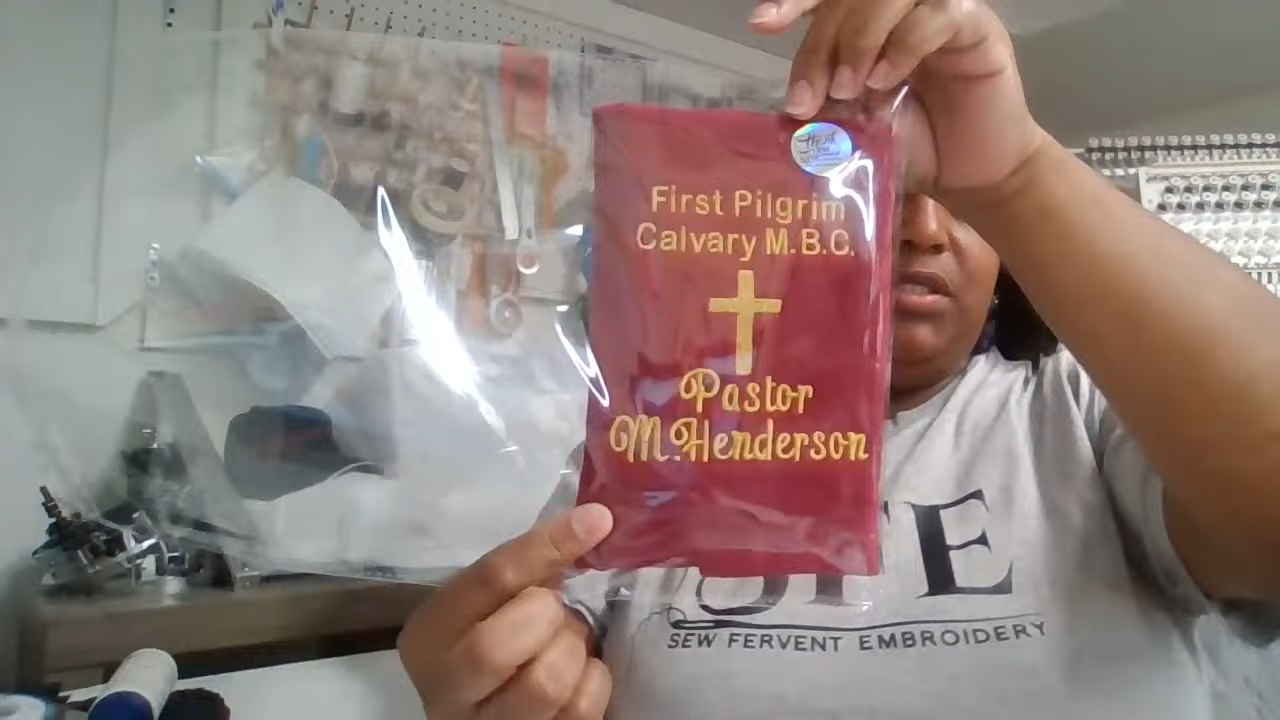 First Pilgrim
Calvary M.B.C.
Pastor
M. Henderson
SEW FERVENT EMBROIDERY